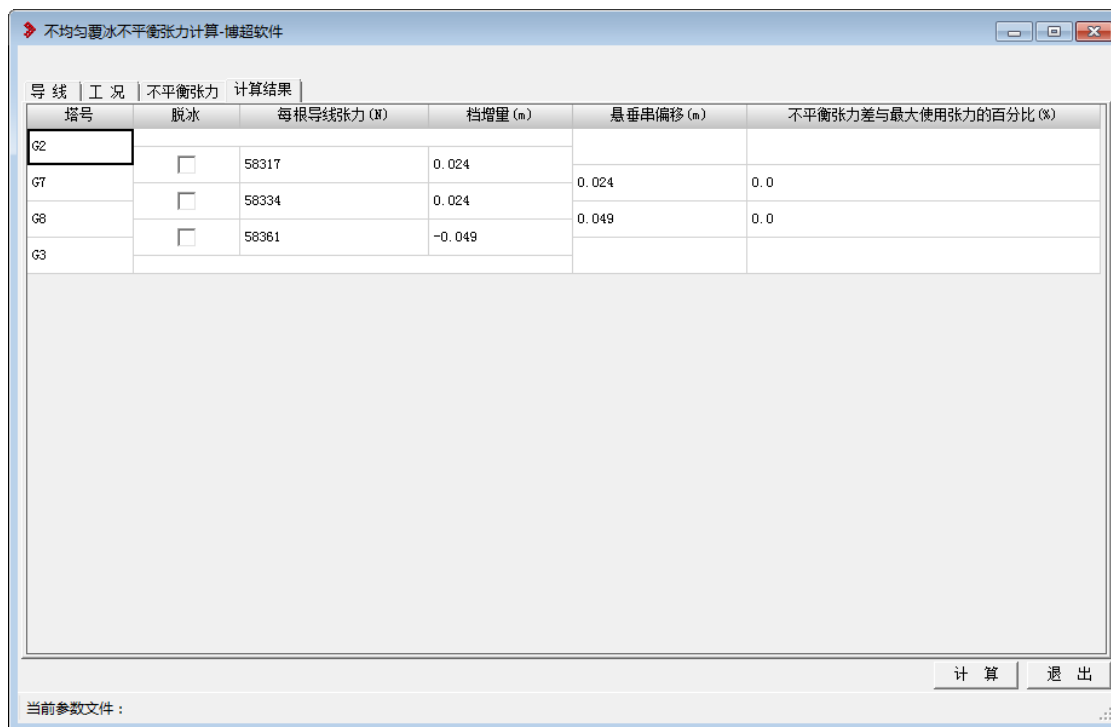 不均匀覆冰不平衡张力计算-博超软件
导 线 工 况 不平衡张力 计算结果
塔号 脱冰 每根导线张力(N) 档增量(m) 悬垂串偏移(m) 不平衡张力差与最大使用张力的百分比(%)
G2
58317 0.024
G7 0.024 0.0
58334 0.024
G8 0.049 0.0
58361 -0.049
G3
计 算 退 出
当前参数文件：